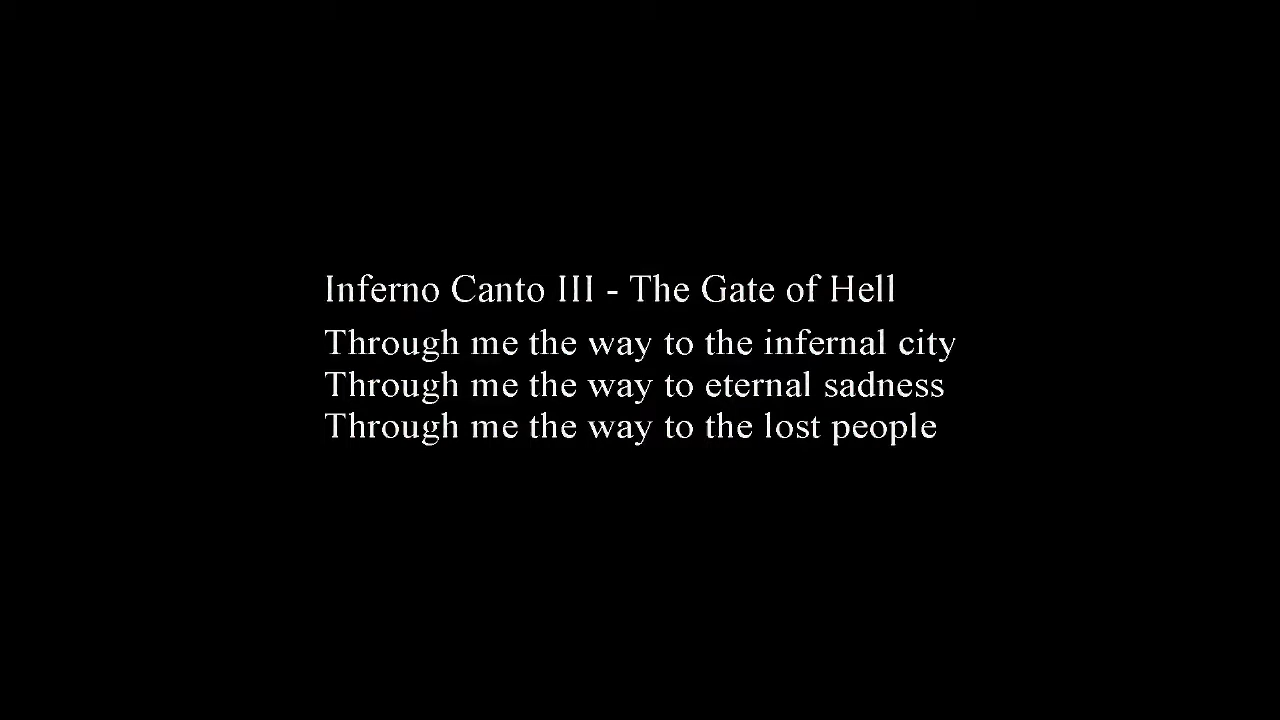 Inferno Canto III - The Gate of Hell
Through me the way to the infernal city
Through me the way to eternal sadness
Through me the way to the lost people